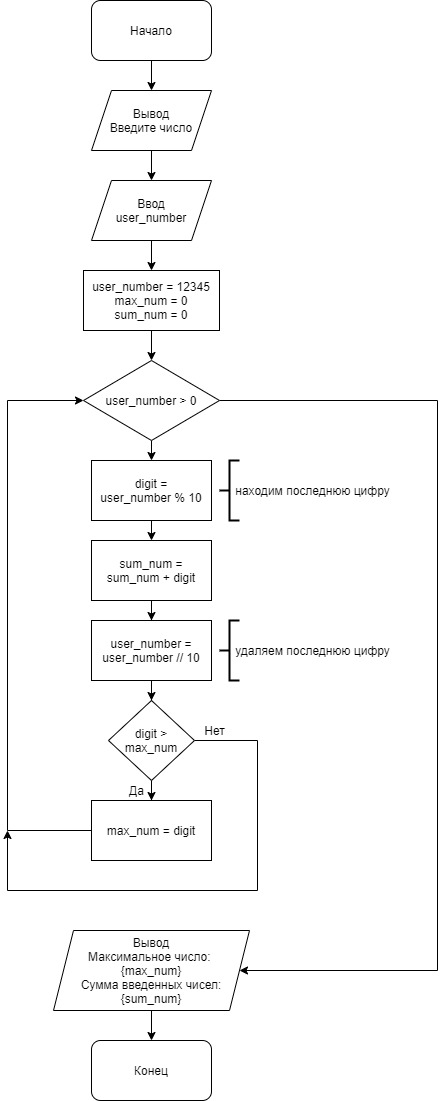 Начало
Вывод
Введите число
Ввод
user_number
user_number = 12345
max_num = 0
sum_num = 0
user_number > 0
digit =
user_number % 10
находим последнюю цифру
sum_num =
sum_num + digit
user_number =
user_number // 10
удаляем последнюю цифру
digit >
max_num
Нет
Да
max_num = digit
Вывод
Максимальное число:
{max_num}
Сумма введенных чисел:
{sum_num}
Конец